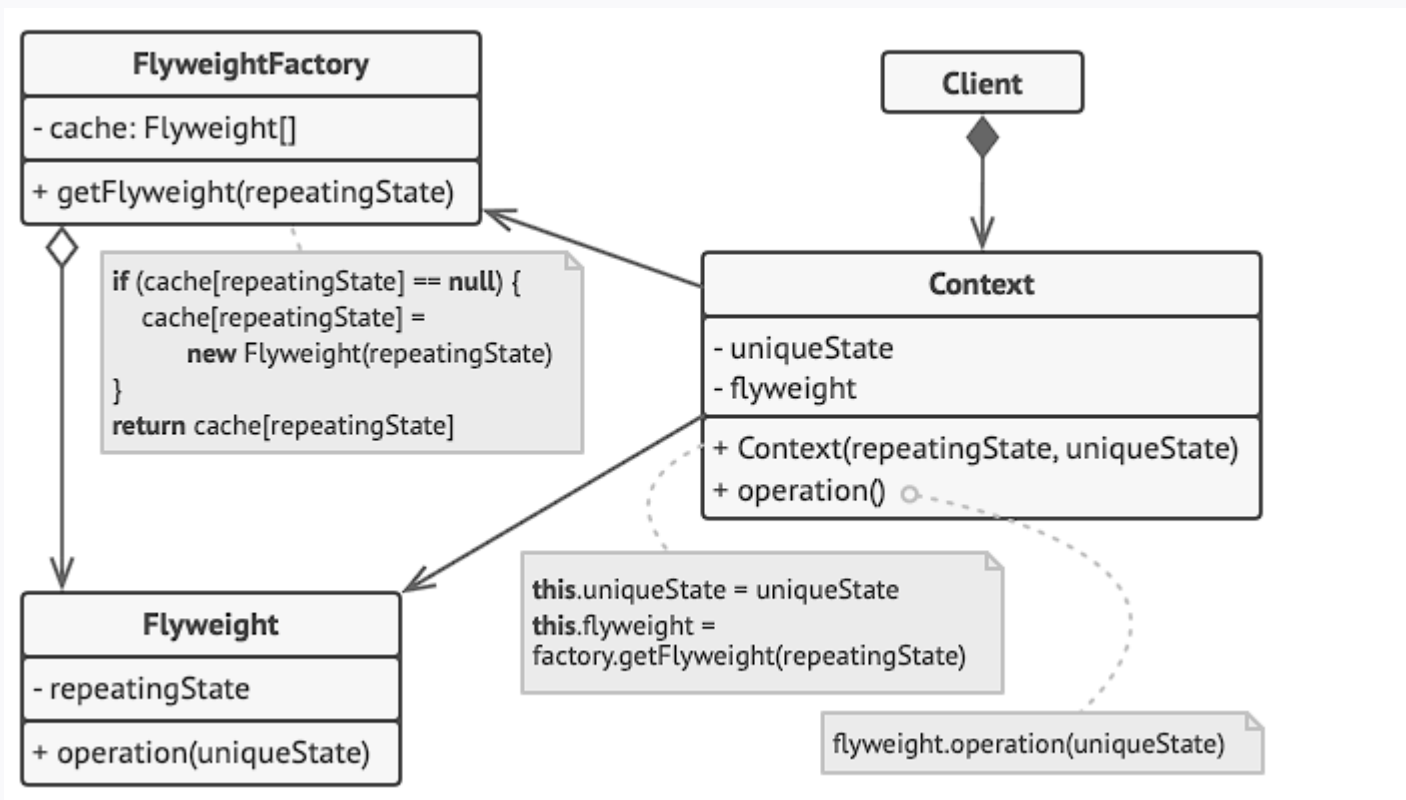 FlyweightFactory
- cache: Flyweight[]
+ getFlyweight(repeatingState)
if (cache[repeatingState] == null) {
cache[repeatingState] =
new Flyweight(repeatingState)
}
return cache[repeatingState]
Client
Context
- uniqueState
- flyweight
+ Context(repeatingState, uniqueState)
+ operation()
this.uniqueState = uniqueState
this.flyweight =
factory.getFlyweight(repeatingState)
flyweight.operation(uniqueState)
Flyweight
- repeatingState
+ operation(uniqueState)